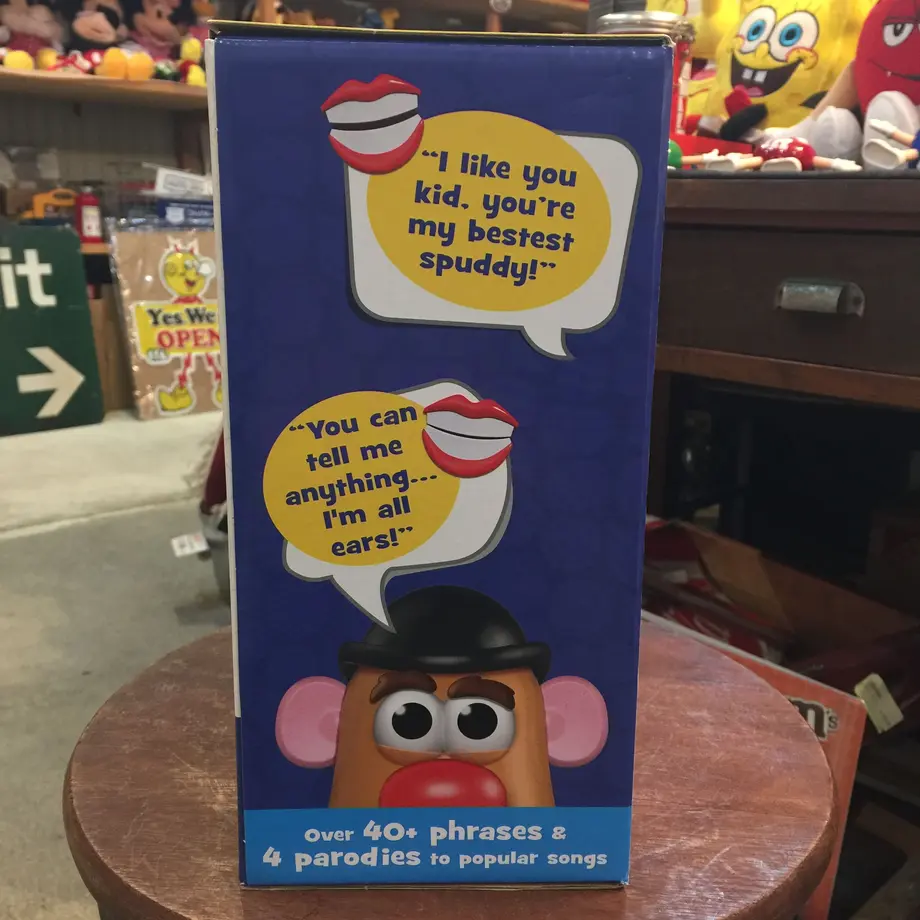 "I like you
kid, you're
my bestest
spuddy!"
"You can
tell me
anything...
I'm all
ears!"
Over 40+ phrases &
4 parodies to popular songs
it
Yes We
OPEN
m's